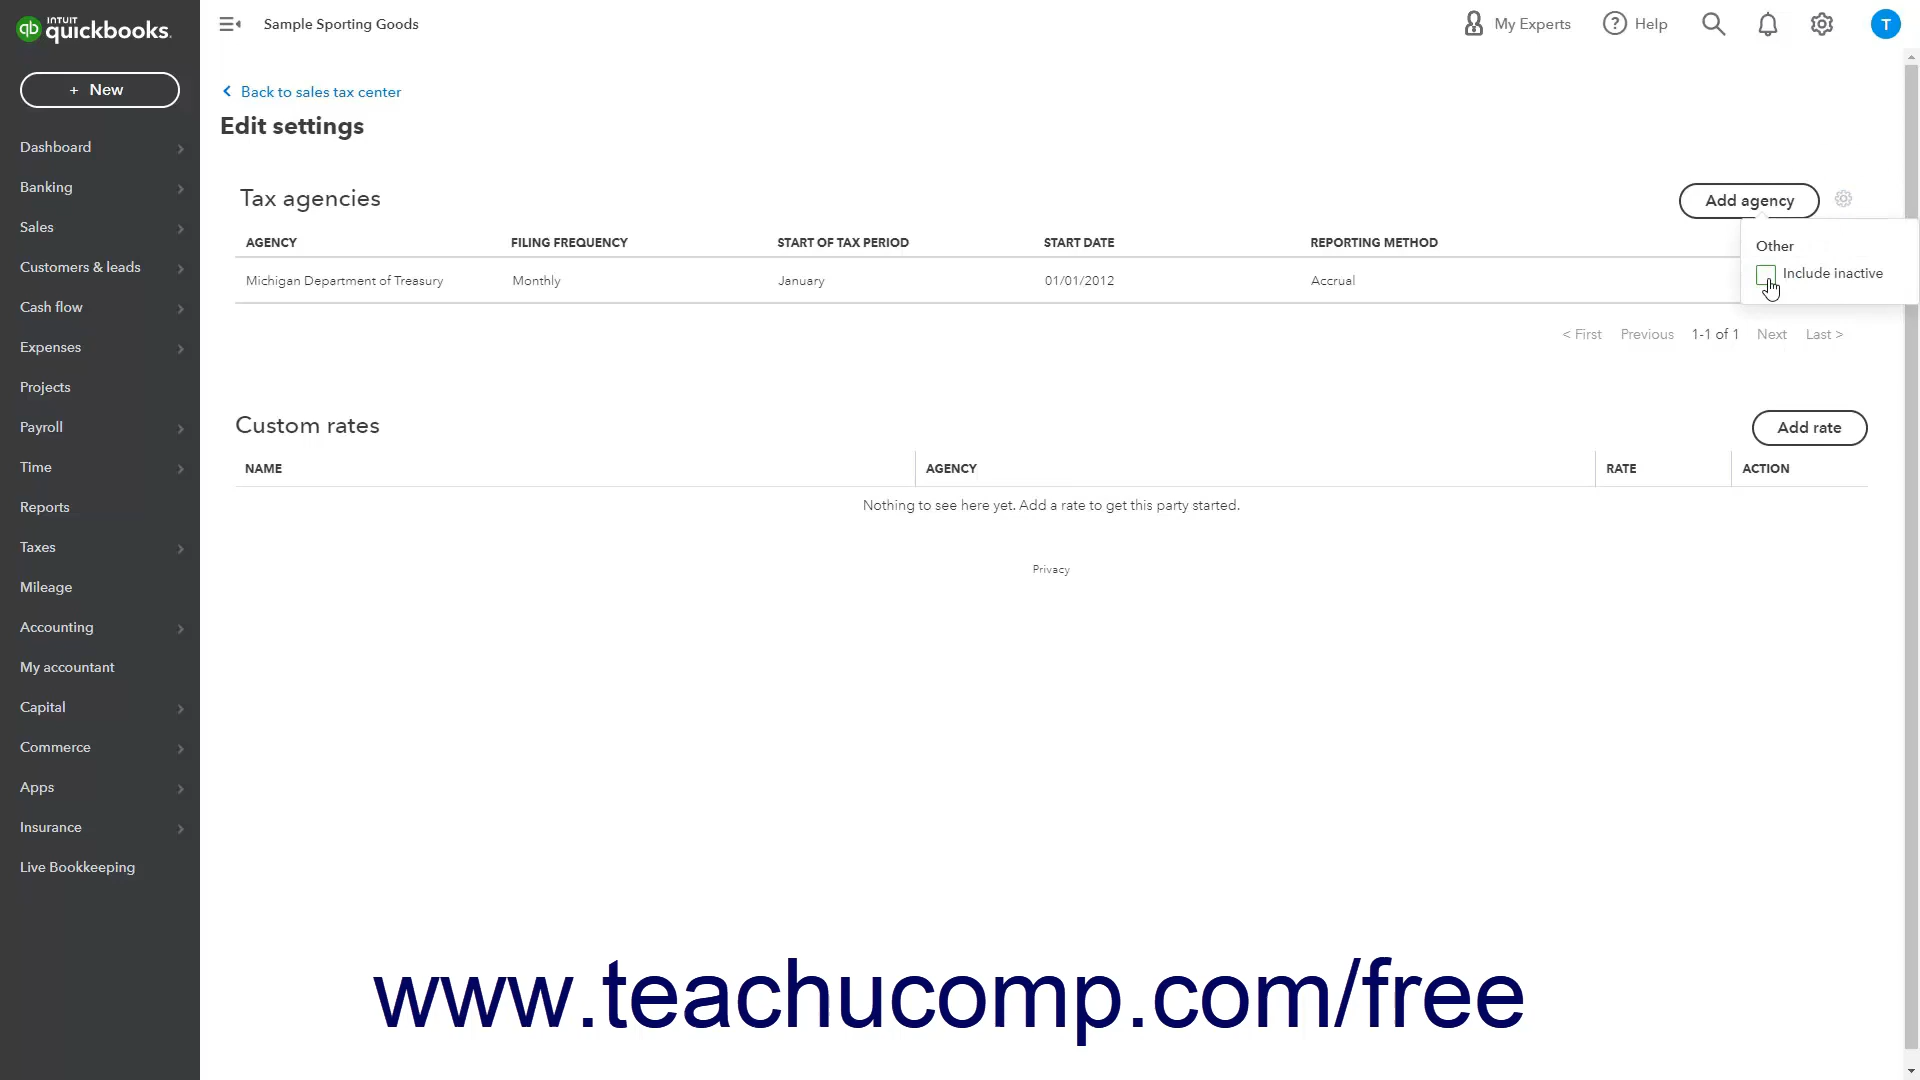 INTUIT
qb quickbooks.
Sample Sporting Goods
My Experts
? Help
T
+ New
Dashboard
Banking
Sales
Customers & leads
Cash flow
Expenses
Projects
Payroll
Time
Reports
Taxes
Mileage
Accounting
My accountant
Capital
Commerce
Apps
Insurance
Live Bookkeeping
Back to sales tax center
Edit settings
Tax agencies
Add agency
AGENCY FILING FREQUENCY START OF TAX PERIOD START DATE REPORTING METHOD
Michigan Department of Treasury Monthly January 01/01/2012 Accrual
Other
Include inactive
< First Previous 1-1 of 1 Next Last >
Custom rates
Add rate
NAME AGENCY RATE ACTION
Nothing to see here yet. Add a rate to get this party started.
Privacy
www.teachucomp.com/free